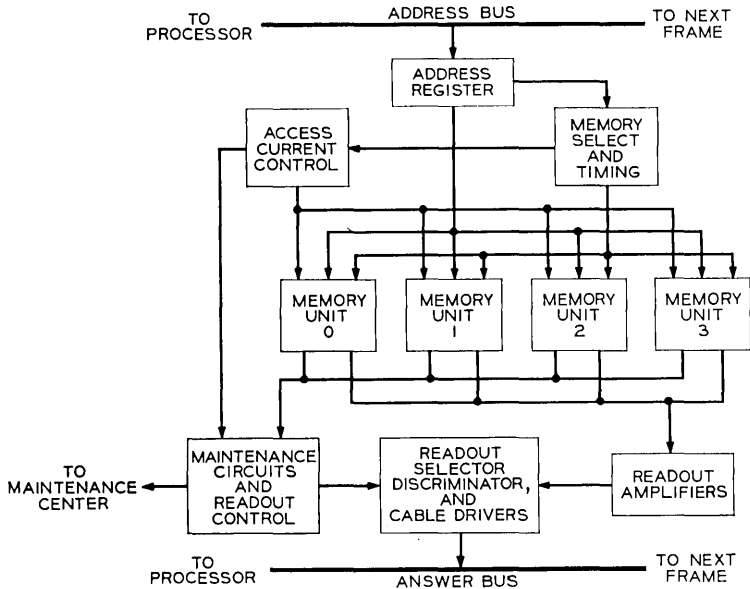 ADDRESS BUS
TO
PROCESSOR
TO NEXT
FRAME
ADDRESS
REGISTER
ACCESS
CURRENT
CONTROL
MEMORY
SELECT
AND
TIMING
MEMORY
UNIT
0
MEMORY
UNIT
1
MEMORY
UNIT
2
MEMORY
UNIT
3
TO
MAINTENANCE
CENTER
MAINTENANCE
CIRCUITS
AND
READOUT
CONTROL
READOUT
SELECTOR
DISCRIMINATOR,
AND
CABLE DRIVERS
READOUT
AMPLIFIERS
TO
PROCESSOR
TO NEXT
FRAME
ANSWER BUS